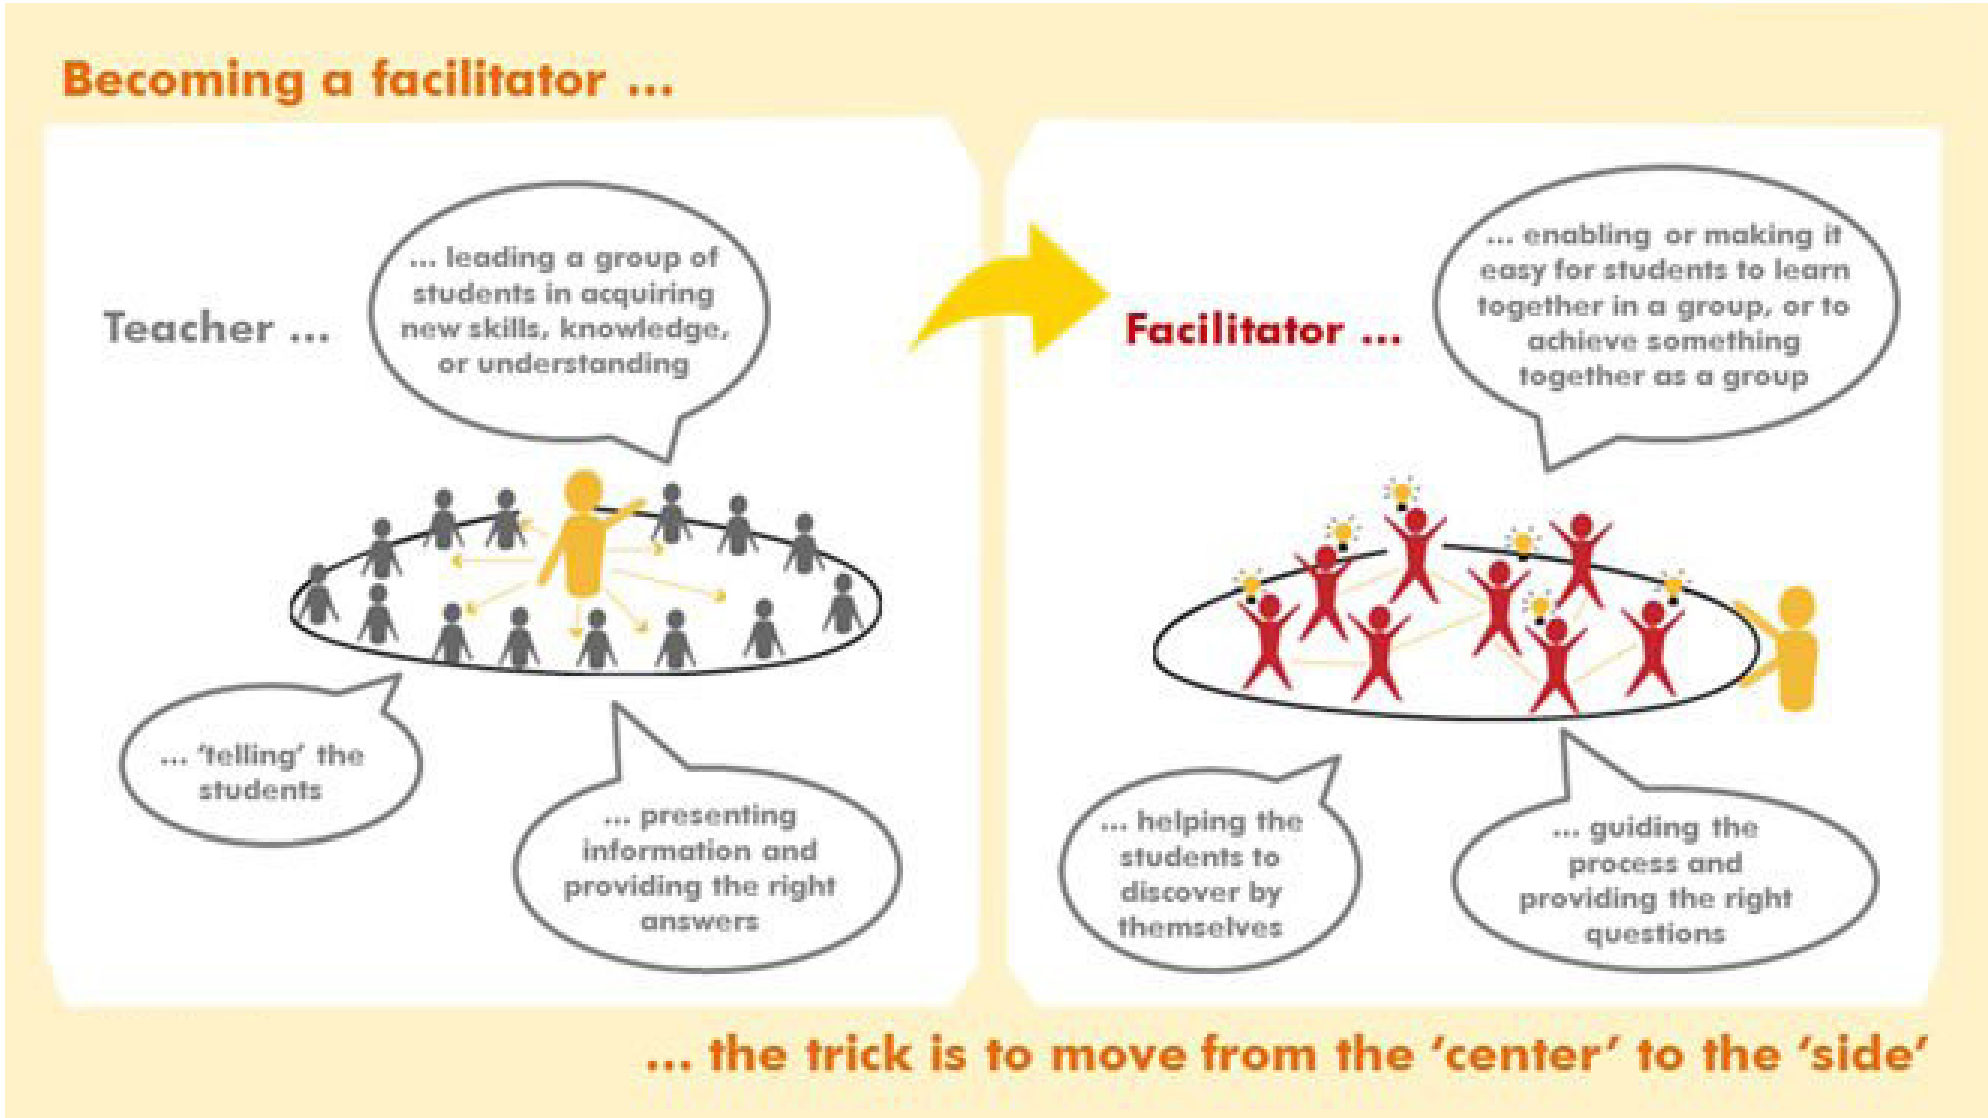 Becoming a facilitator ...
Teacher ...
... leading a group of
students in acquiring
new skills, knowledge,
or understanding
... 'telling' the
students
... presenting
information and
providing the right
answers
Facilitator ...
... enabling or making it
easy for students to learn
together in a group, or to
achieve something
together as a group
... helping the
students to
discover by
themselves
... guiding the
process and
providing the right
questions
... the trick is to move from the 'center' to the 'side'